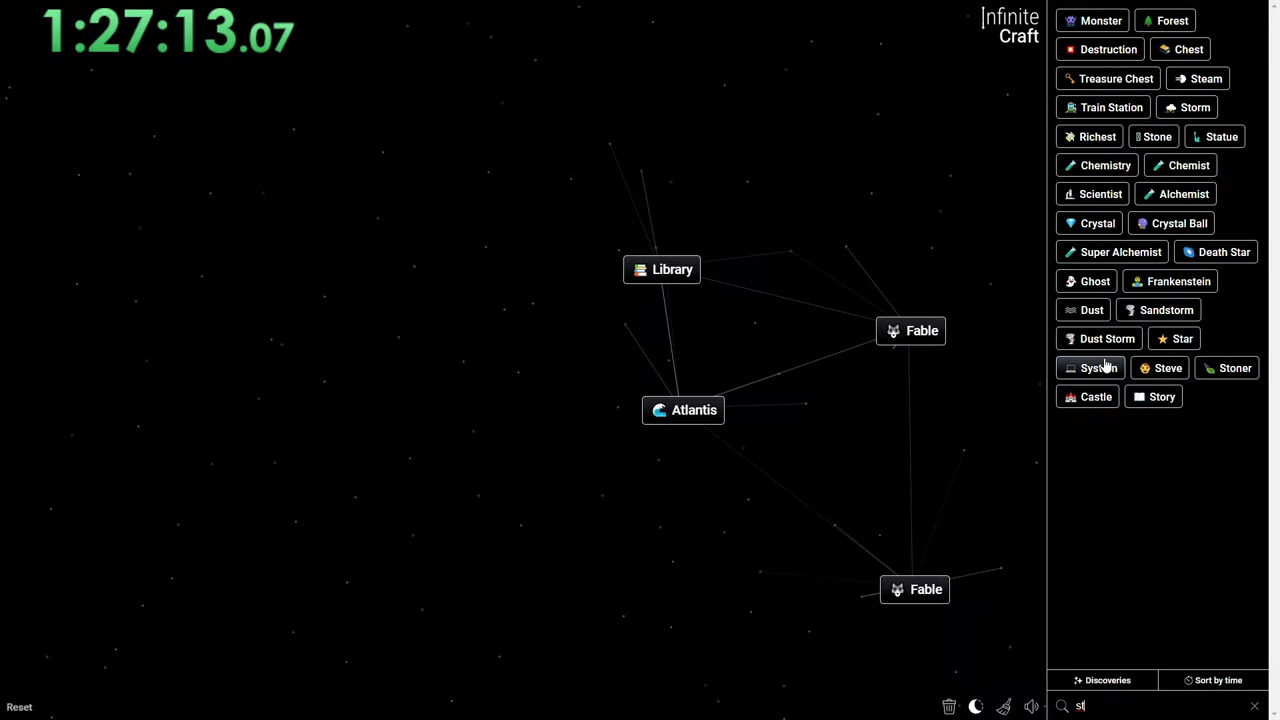 1:27:13.07
Infinite
Craft
Library
Fable
Atlantis
Fable
Monster
Forest
Destruction
Chest
Treasure Chest
Steam
Train Station
Storm
Richest
Stone
Statue
Chemistry
Chemist
Scientist
Alchemist
Crystal
Crystal Ball
Super Alchemist
Death Star
Ghost
Frankenstein
Dust
Sandstorm
Dust Storm
Star
System
Steve
Stoner
Castle
Story
Discoveries
Sort by time
st
Reset